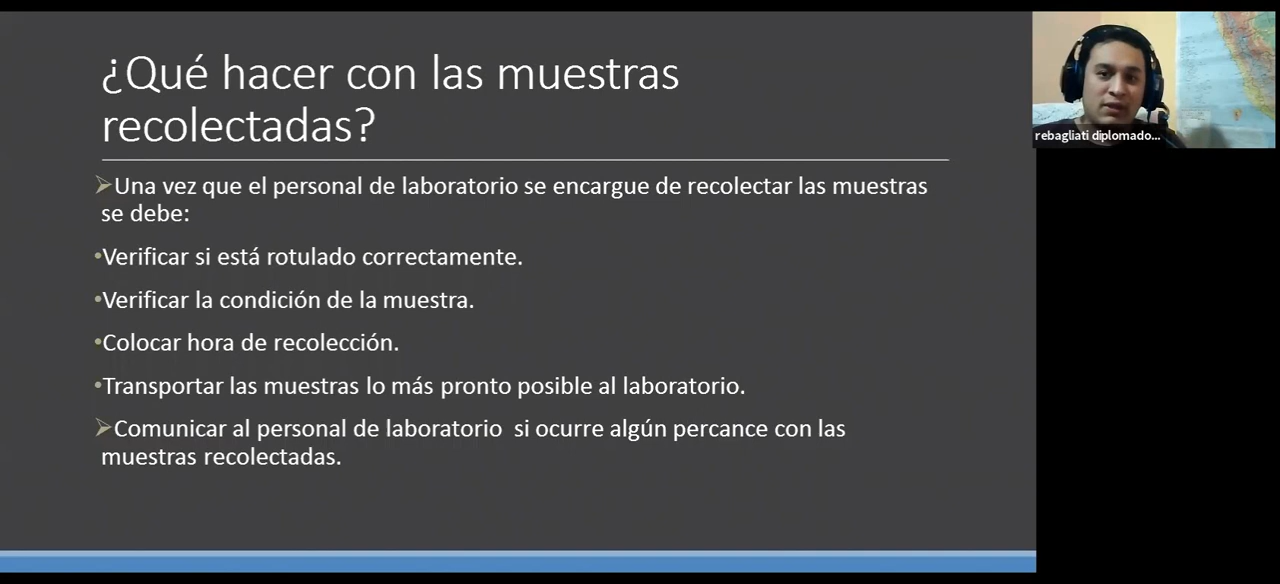 ¿Qué hacer con las muestras
recolectadas?
➢Una vez que el personal de laboratorio se encargue de recolectar las muestras
se debe:
•Verificar si está rotulado correctamente.
•Verificar la condición de la muestra.
•Colocar hora de recolección.
•Transportar las muestras lo más pronto posible al laboratorio.
➢Comunicar al personal de laboratorio  si ocurre algún percance con las
muestras recolectadas.
rebagliati diplomado...